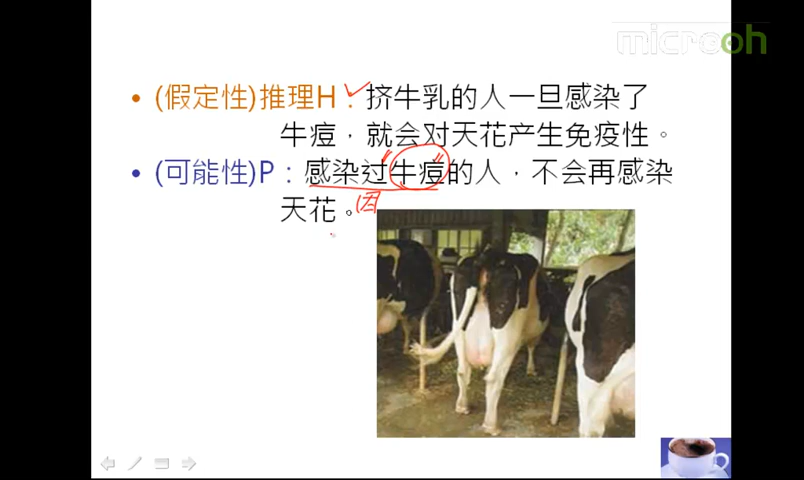 microoh
• (假定性)推理H：挤牛乳的人一旦感染了
牛痘，就会对天花产生免疫性。
• (可能性)P：感染过牛痘的人，不会再感染
天花。
因